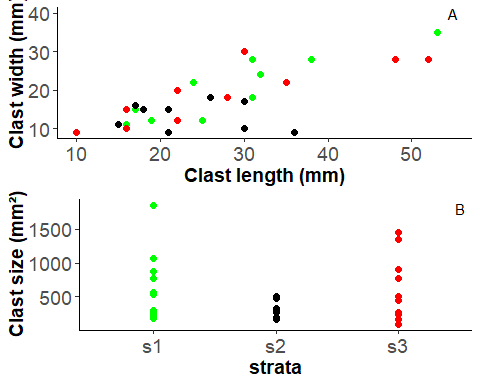 A
Clast width (mm)
40
30
20
10
10 20 30 40 50
Clast length (mm)
B
Clast size (mm²)
1500
1000
500
s1 s2 s3
strata